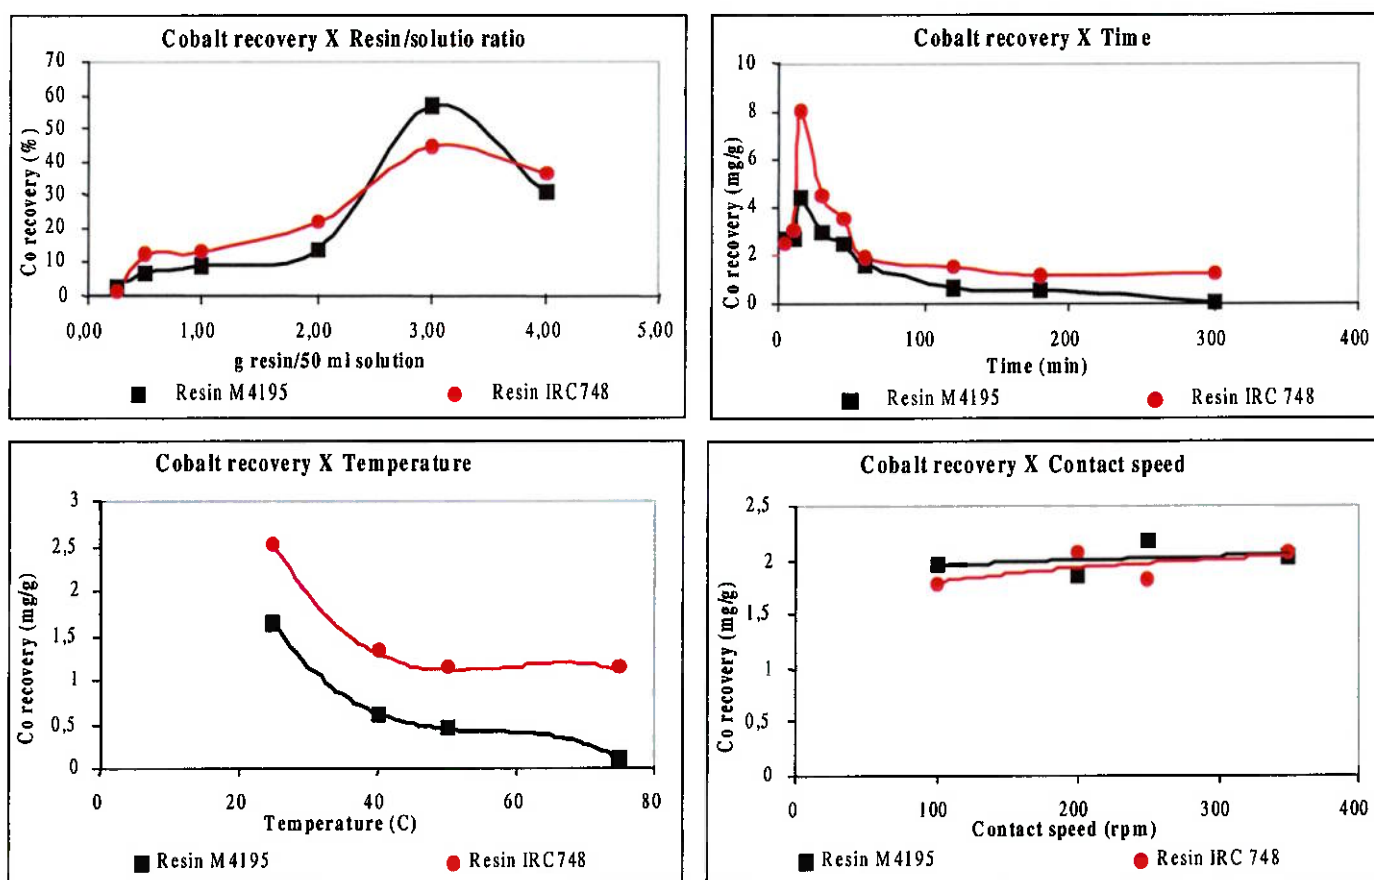 Cobalt recovery X Resin/solutio ratio
Co recovery (%)
70
60
50
40
30
20
10
0
0,00 1,00 2,00 3,00 4,00 5,00
g resin/50 ml solution
Resin M4195 Resin IRC748
Cobalt recovery X Time
Co recovery (mg/g)
10
8
6
4
2
0
0 100 200 300 400
Time (min)
Resin M4195 Resin IRC 748
Cobalt recovery X Temperature
Co recovery (mg/g)
3
2,5
2
1,5
1
0,5
0
0 20 40 60 80
Temperature (C)
Resin M4195 Resin IRC748
Cobalt recovery X Contact speed
Co recovery (mg/g)
2,5
2
1,5
1
0,5
0
0 100 200 300 400
Contact speed (rpm)
Resin M4195 Resin IRC 748